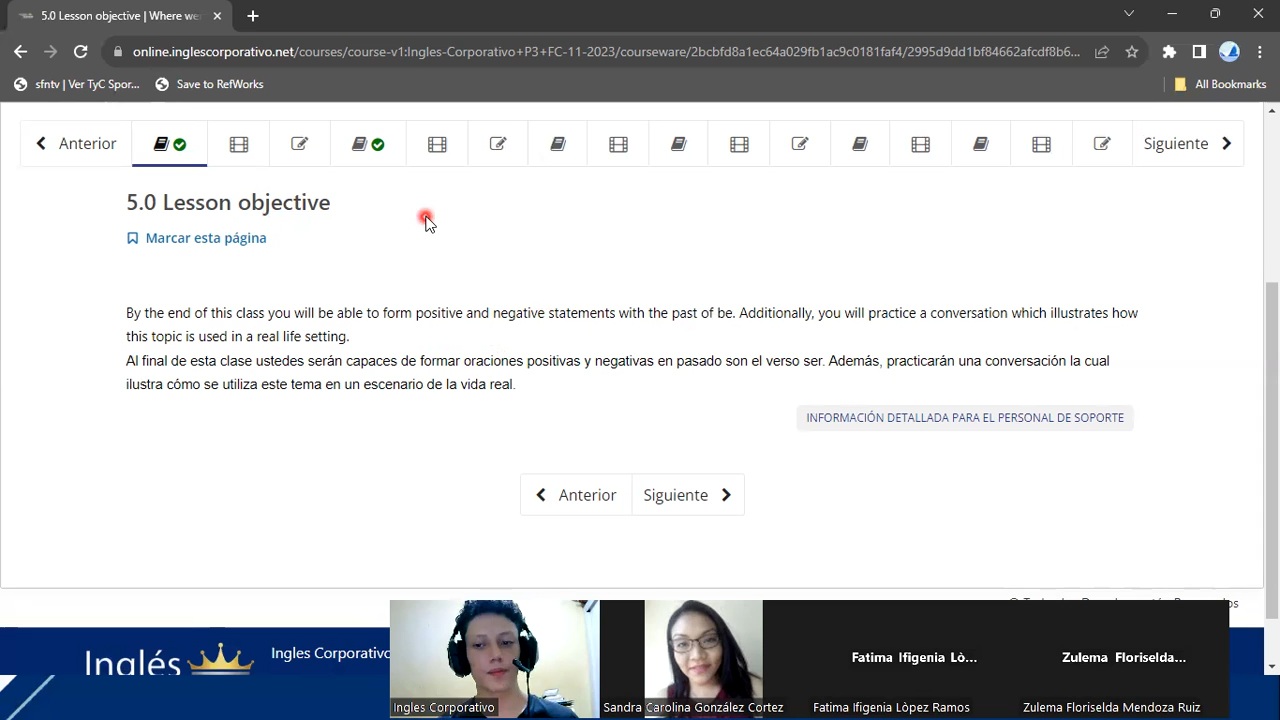 5.0 Lesson objective | Where we
online.inglescorporativo.net/courses/course-v1:Ingles-Corporativo+P3+FC-11-2023/courseware/2bcbfd8a1ec64a029fb1ac9c0181faf4/2995d9dd1bf84662afcdf8b6...
sfntv | Ver TyC Spor...
Save to RefWorks
All Bookmarks
Anterior
Siguiente
5.0 Lesson objective
Marcar esta página
By the end of this class you will be able to form positive and negative statements with the past of be. Additionally, you will practice a conversation which illustrates how
this topic is used in a real life setting.
Al final de esta clase ustedes serán capaces de formar oraciones positivas y negativas en pasado son el verso ser. Además, practicarán una conversación la cual
ilustra cómo se utiliza este tema en un escenario de la vida real.
INFORMACIÓN DETALLADA PARA EL PERSONAL DE SOPORTE
Anterior
Siguiente
Inglés
Ingles Corporativo
Fatima Ifigenia Lò...
Zulema Floriselda...
Ingles Corporativo
Sandra Carolina González Cortez
Fatima Ifigenia Lòpez Ramos
Zulema Floriselda Mendoza Ruiz